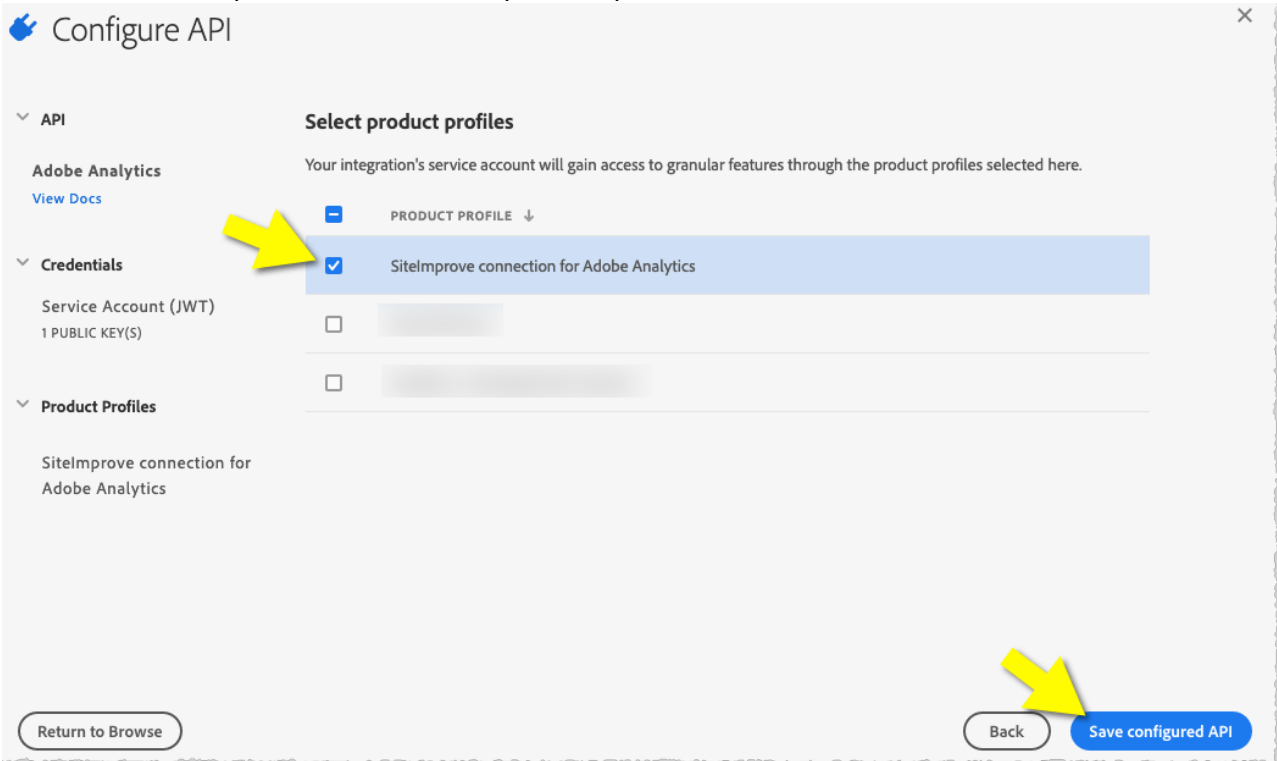 Configure API
API
Adobe Analytics
View Docs
Credentials
Service Account (JWT)
1 PUBLIC KEY(S)
Product Profiles
SiteImprove connection for
Adobe Analytics
Select product profiles
Your integration's service account will gain access to granular features through the product profiles selected here.
PRODUCT PROFILE
SiteImprove connection for Adobe Analytics
Return to Browse
Back
Save configured API